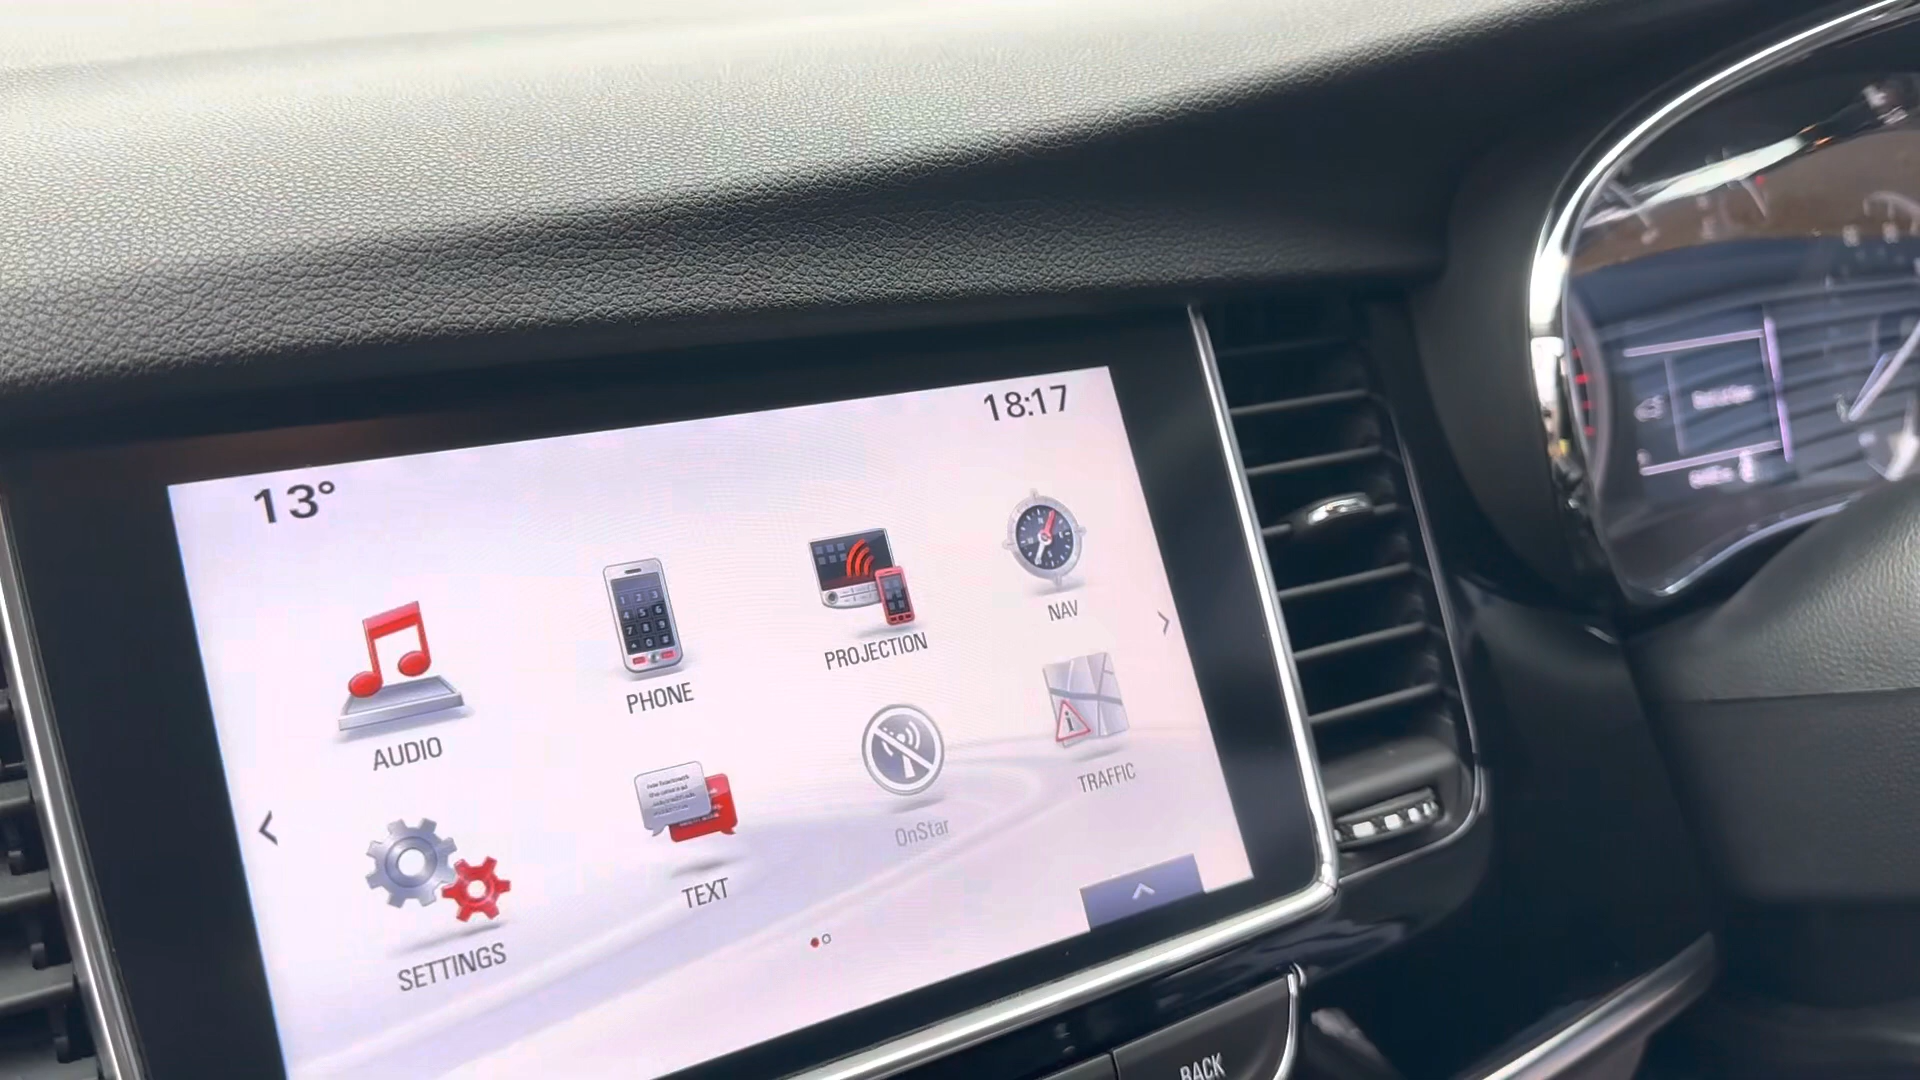 13°
18:17
AUDIO
PHONE
PROJECTION
NAV
SETTINGS
TEXT
OnStar
TRAFFIC
BACK